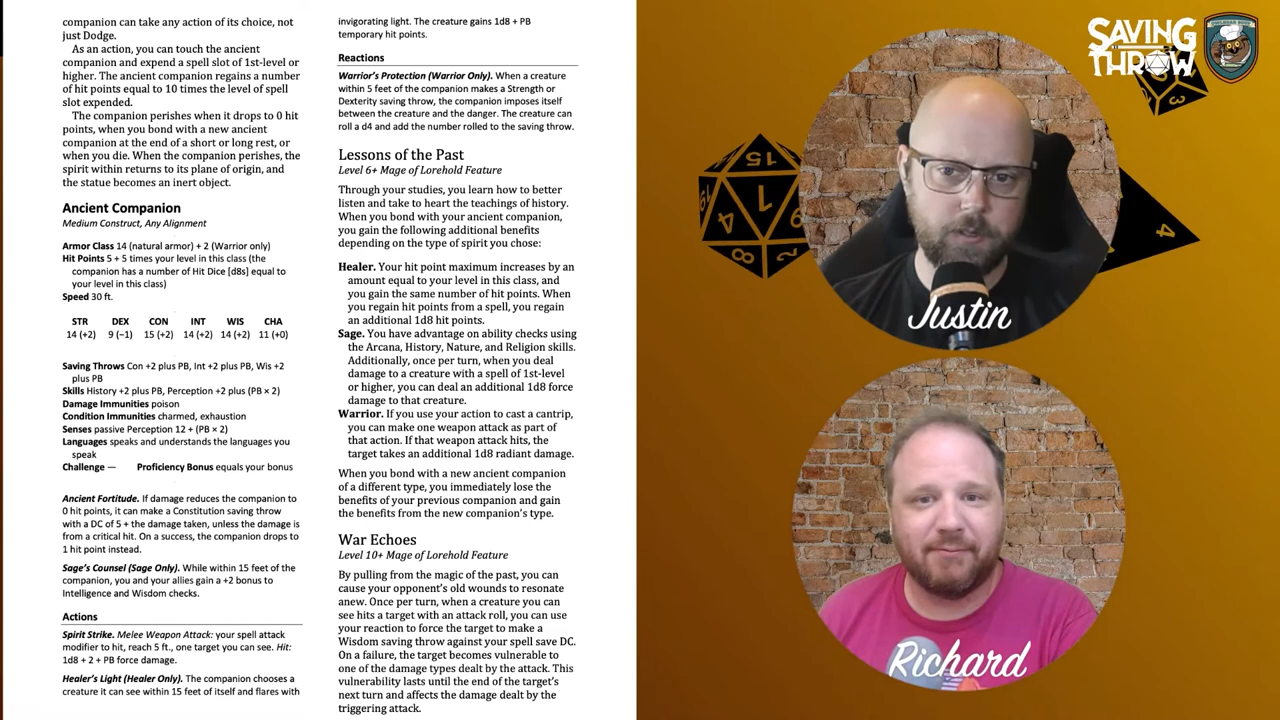 companion can take any action of its choice, not
just Dodge.
As an action, you can touch the ancient
companion and expend a spell slot of 1st-level or
higher. The ancient companion regains a number
of hit points equal to 10 times the level of spell
slot expended.
The companion perishes when it drops to 0 hit
points, when you bond with a new ancient
companion at the end of a short or long rest, or
when you die. When the companion perishes, the
spirit within returns to its plane of origin, and
the statue becomes an inert object.
Ancient Companion
Medium Construct, Any Alignment
Armor Class 14 (natural armor) + 2 (Warrior only)
Hit Points 5 + 5 times your level in this class (the
companion has a number of Hit Dice [d8s] equal to
your level in this class)
Speed 30 ft.
STR DEX CON INT WIS CHA
14 (+2) 9 (−1) 15 (+2) 14 (+2) 14 (+2) 11 (+0)
Saving Throws Con +2 plus PB, Int +2 plus PB, Wis +2
plus PB
Skills History +2 plus PB, Perception +2 plus (PB × 2)
Damage Immunities poison
Condition Immunities charmed, exhaustion
Senses passive Perception 12 + (PB × 2)
Languages speaks and understands the languages you
speak
Challenge — Proficiency Bonus equals your bonus
Ancient Fortitude. If damage reduces the companion to
0 hit points, it can make a Constitution saving throw
with a DC of 5 + the damage taken, unless the damage is
from a critical hit. On a success, the companion drops to
1 hit point instead.
Sage's Counsel (Sage Only). While within 15 feet of the
companion, you and your allies gain a +2 bonus to
Intelligence and Wisdom checks.
Actions
Spirit Strike. Melee Weapon Attack: your spell attack
modifier to hit, reach 5 ft., one target you can see. Hit:
1d8 + 2 + PB force damage.
Healer's Light (Healer Only). The companion chooses a
creature it can see within 15 feet of itself and flares with
invigorating light. The creature gains 1d8 + PB
temporary hit points.
Reactions
Warrior's Protection (Warrior Only). When a creature
within 5 feet of the companion makes a Strength or
Dexterity saving throw, the companion imposes itself
between the creature and the danger. The creature can
roll a d4 and add the number rolled to the saving throw.
Lessons of the Past
Level 6+ Mage of Lorehold Feature
Through your studies, you learn how to better
listen and take to heart the teachings of history.
When you bond with your ancient companion,
you gain the following additional benefits
depending on the type of spirit you chose:
Healer. Your hit point maximum increases by an
amount equal to your level in this class, and
you gain the same number of hit points. When
you regain hit points from a spell, you regain
an additional 1d8 hit points.
Sage. You have advantage on ability checks using
the Arcana, History, Nature, and Religion skills.
Additionally, once per turn, when you deal
damage to a creature with a spell of 1st-level
or higher, you can deal an additional 1d8 force
damage to that creature.
Warrior. If you use your action to cast a cantrip,
you can make one weapon attack as part of
that action. If that weapon attack hits, the
target takes an additional 1d8 radiant damage.
When you bond with a new ancient companion
of a different type, you immediately lose the
benefits of your previous companion and gain
the benefits from the new companion's type.
War Echoes
Level 10+ Mage of Lorehold Feature
By pulling from the magic of the past, you can
cause your opponent's old wounds to resonate
anew. Once per turn, when a creature you can
see hits a target with an attack roll, you can use
your reaction to force the target to make a
Wisdom saving throw against your spell save DC.
On a failure, the target becomes vulnerable to
one of the damage types dealt by the attack. This
vulnerability lasts until the end of the target's
next turn and affects the damage dealt by the
triggering attack.
SAVING
THROW
15
1
4
8
4
3
Justin
Richard